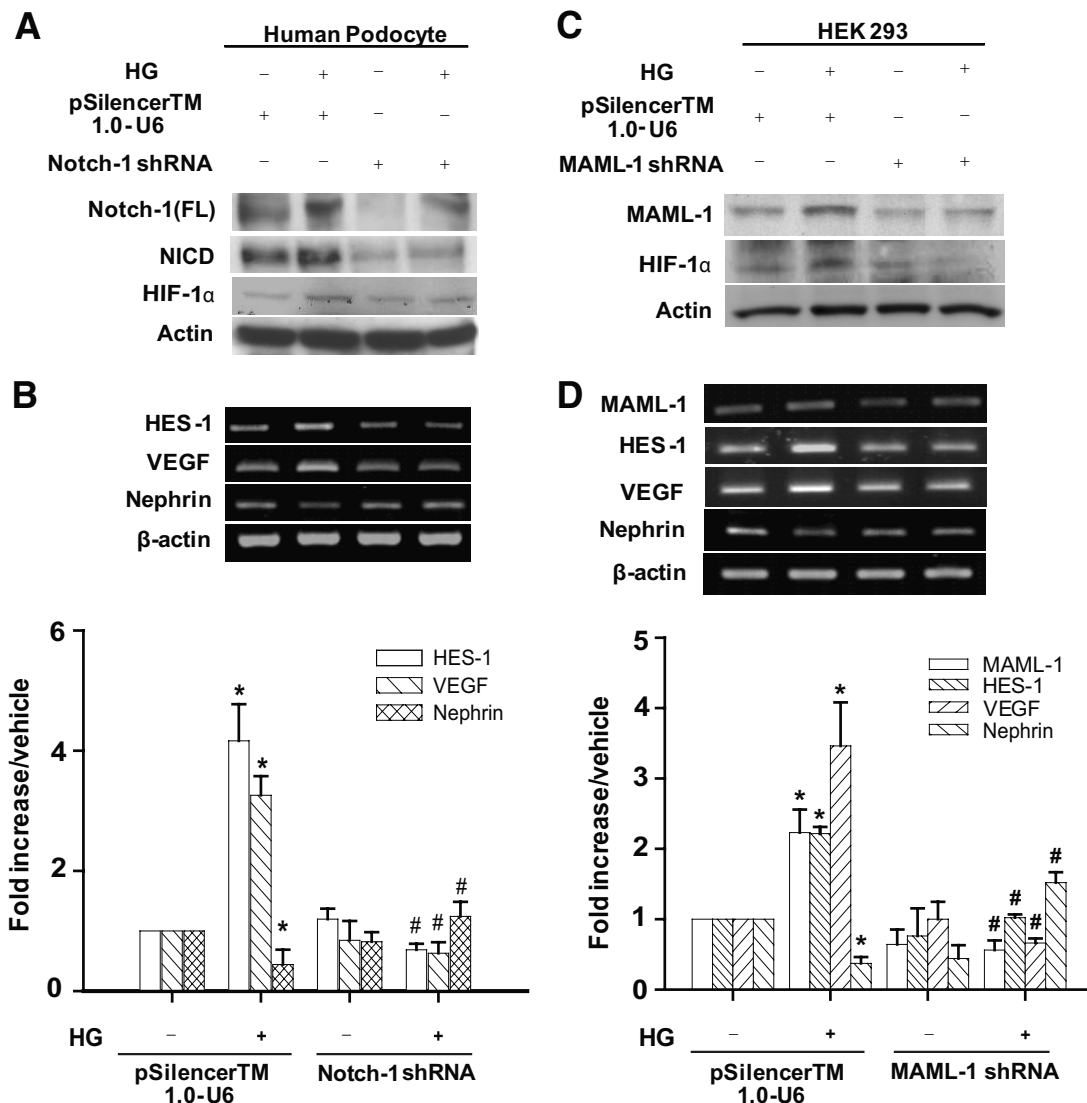 A
Human Podocyte
HG – + – +
pSilencerTM
1.0-U6 + + – –
Notch-1 shRNA – – + +
Notch-1(FL)
NICD
HIF-1α
Actin
B
HES-1
VEGF
Nephrin
β-actin
Fold increase/vehicle
6
4
2
0
HES-1
VEGF
Nephrin
*
*
*
# # #
HG – + – +
pSilencerTM
1.0-U6
Notch-1 shRNA
C
HEK 293
HG – + – +
pSilencerTM
1.0-U6 + + – –
MAML-1 shRNA – – + +
MAML-1
HIF-1α
Actin
D
MAML-1
HES-1
VEGF
Nephrin
β-actin
Fold increase/vehicle
5
4
3
2
1
0
MAML-1
HES-1
VEGF
Nephrin
* * * *
# # # #
HG – + – +
pSilencerTM
1.0-U6
MAML-1 shRNA